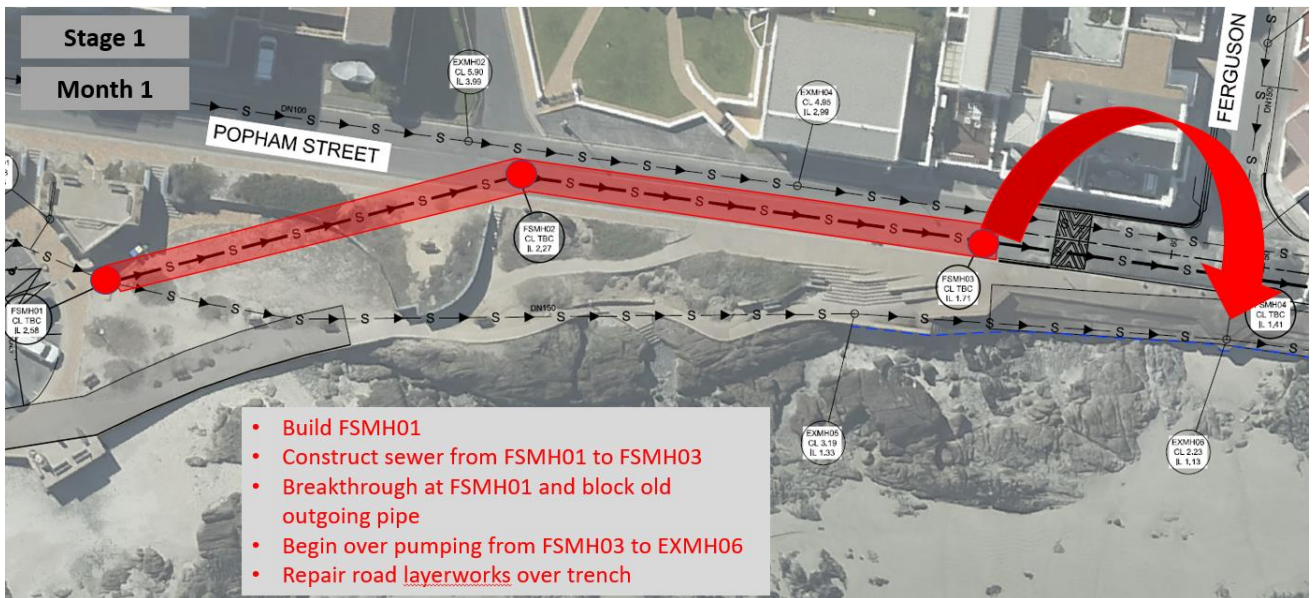 Stage 1
Month 1
EXMH02
CL 5.90
IL 3.99
EXMH04
CL 4.95
IL 2,99
FERGUSON
DN150
DN100
POPHAM STREET
S S S S S S S S S S S S
FSMH02
CL TBC
IL 2,27
FSMH03
CL TBC
IL 1.71
FSMH01
CL TBC
IL 2,58
FSMH04
CL TBC
IL 1,41
DN150
EXMH05
CL 3.19
IL 1.33
EXMH06
CL 2.23
IL 1,13
• Build FSMH01
• Construct sewer from FSMH01 to FSMH03
• Breakthrough at FSMH01 and block old
outgoing pipe
• Begin over pumping from FSMH03 to EXMH06
• Repair road layerworks over trench